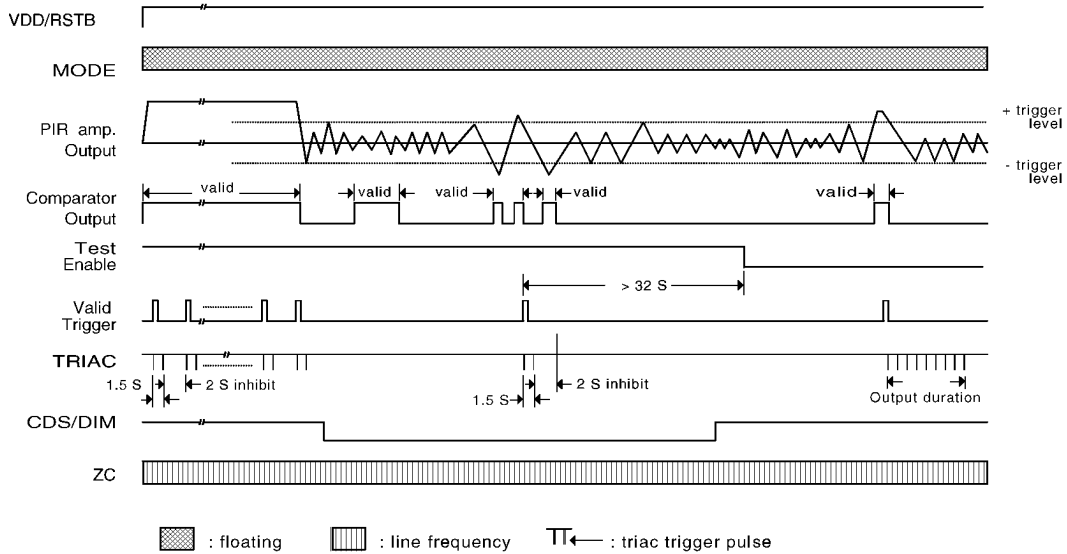 VDD/RSTB
MODE
PIR amp.
Output
+ trigger
level
- trigger
level
Comparator
Output
valid
valid
valid
valid
valid
Test
Enable
> 32 S
Valid
Trigger
TRIAC
1.5 S
2 S inhibit
1.5 S
2 S inhibit
Output duration
CDS/DIM
ZC
: floating
: line frequency
: triac trigger pulse